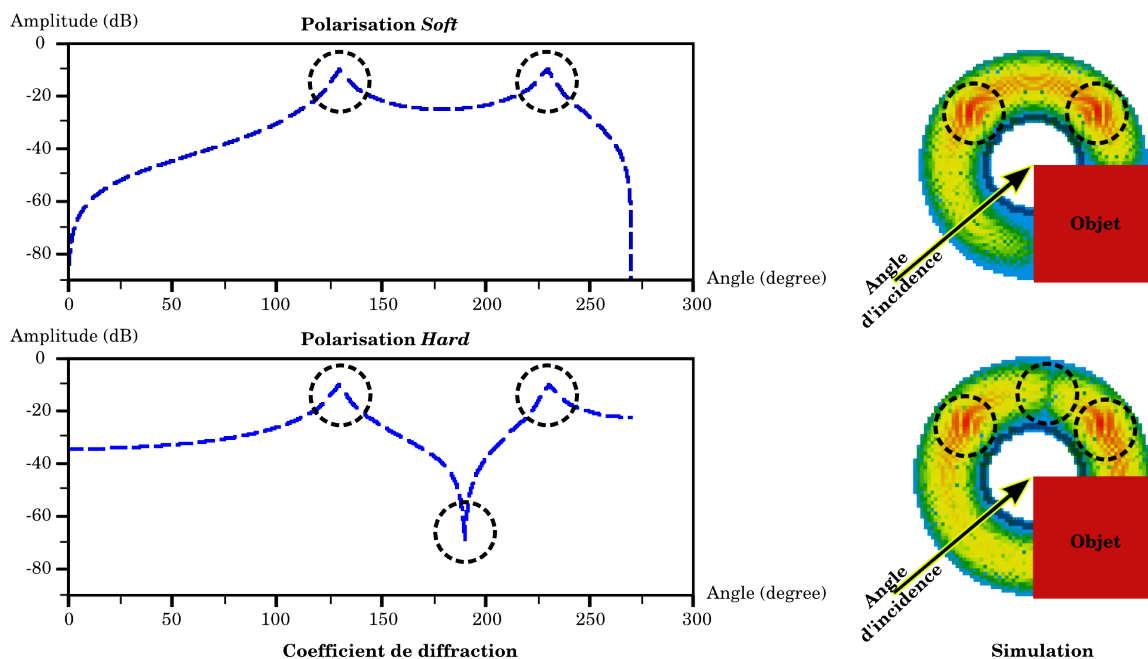 Amplitude (dB)
Polarisation Soft
0
-20
-40
-60
-80
0
50
100
150
200
250
300
Angle (degree)
Objet
Angle
d'incidence
Amplitude (dB)
Polarisation Hard
0
-20
-40
-60
-80
0
50
100
150
200
250
300
Angle (degree)
Objet
Angle
d'incidence
Coefficient de diffraction
Simulation